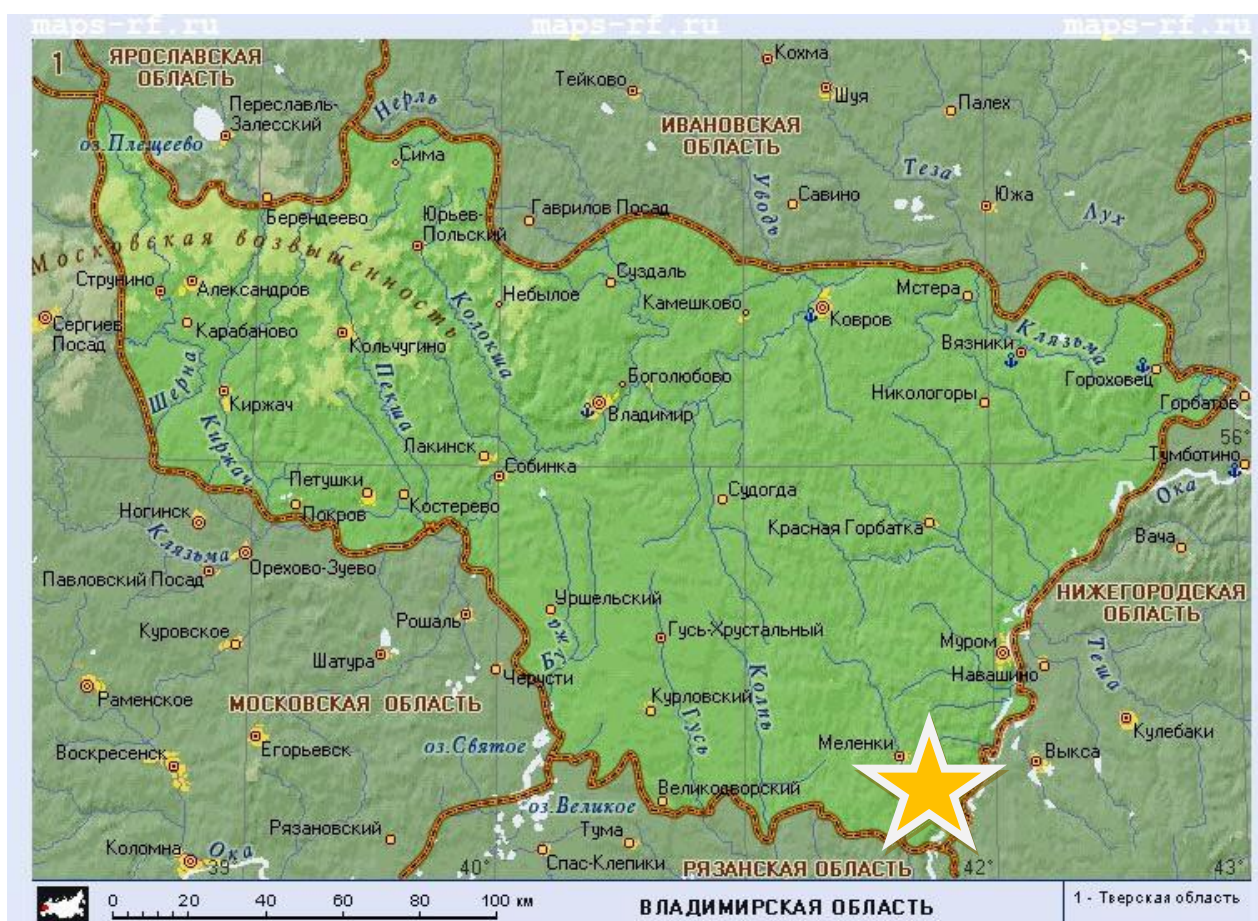 maps-rf.ru maps-rf.ru maps-rf.ru
1
ЯРОСЛАВСКАЯ
ОБЛАСТЬ
Переславль-
Залесский
оз.Плещеево
Нерль
Тейково
Кохма
Шуя
Палех
ИВАНОВСКАЯ
ОБЛАСТЬ
Сима
Берендеево
Юрьев-
Польский
Гаврилов Посад
Уводь
Савино
Теза
Южа
Лух
Московская возвышенность
Струнино
Александров
Сергиев
Посад
Карабаново
Кольчугино
Колокша
Небылое
Суздаль
Камешково
Ковров
Мстера
Вязники
Клязьма
Гороховец
Горбатов
Шерна
Киржач
Киржач
Пекша
Боголюбово
Владимир
Никологоры
56°
Тумботино
Лакинск
Собинка
Петушки
Покров
Костерево
Судогда
Красная Горбатка
Ока
Вача
Ногинск
Клязьма
Орехово-Зуево
Павловский Посад
НИЖЕГОРОДСКАЯ
ОБЛАСТЬ
Рошаль
Уршельский
Бужа
Гусь-Хрустальный
Муром
Навашино
Теша
Куровское
Шатура
Черусти
Раменское
МОСКОВСКАЯ ОБЛАСТЬ
Курловский
Гусь
Колпь
Кулебаки
Воскресенск
Егорьевск
оз.Святое
Меленки
Выкса
Великодворский
оз.Великое
Рязановский
Тума
Коломна
Ока
39
40°
Спас-Клепики
РЯЗАНСКАЯ ОБЛАСТЬ
42°
43°
0 20 40 60 80 100 км
ВЛАДИМИРСКАЯ ОБЛАСТЬ
1 - Тверская область